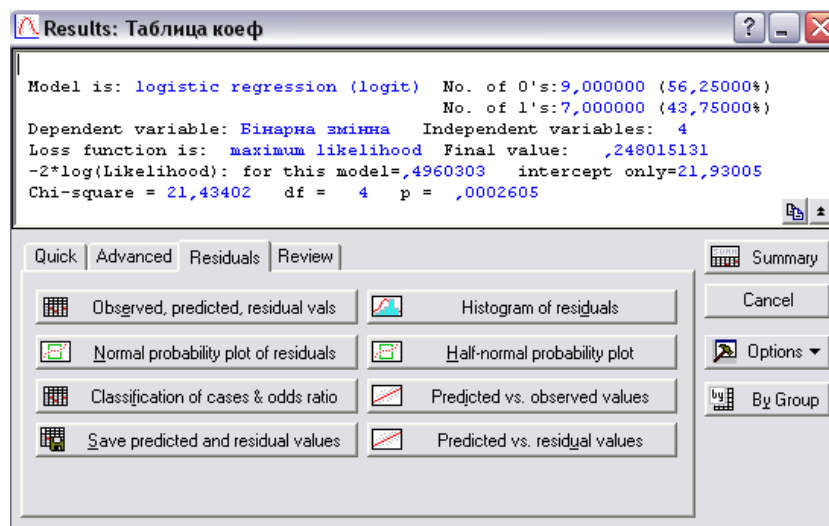 Results: Таблица коеф
Model is: logistic regression (logit) No. of 0's:9,000000 (56,25000%)
No. of 1's:7,000000 (43,75000%)
Dependent variable: Бінарна змінна Independent variables: 4
Loss function is: maximum likelihood Final value: ,248015131
-2*log(Likelihood): for this model=,4960303 intercept only=21,93005
Chi-square = 21,43402 df = 4 p = ,0002605
Quick Advanced Residuals Review
Observed, predicted, residual vals
Histogram of residuals
Normal probability plot of residuals
Half-normal probability plot
Classification of cases & odds ratio
Predicted vs. observed values
Save predicted and residual values
Predicted vs. residual values
Summary
Cancel
Options
By Group